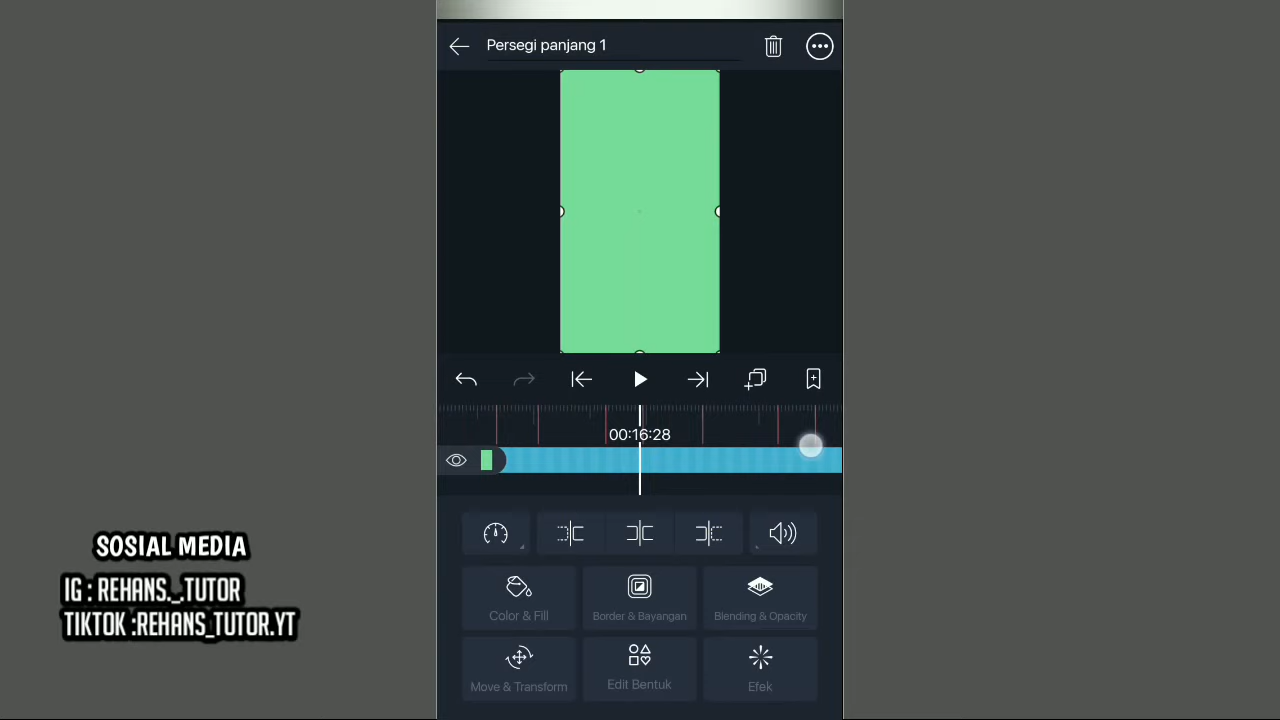 Persegi panjang 1
00:16:28
Color & Fill
Border & Bayangan
Blending & Opacity
Move & Transform
Edit Bentuk
Efek
SOSIAL MEDIA
IG : REHANS._.TUTOR
TIKTOK :REHANS_TUTOR.YT